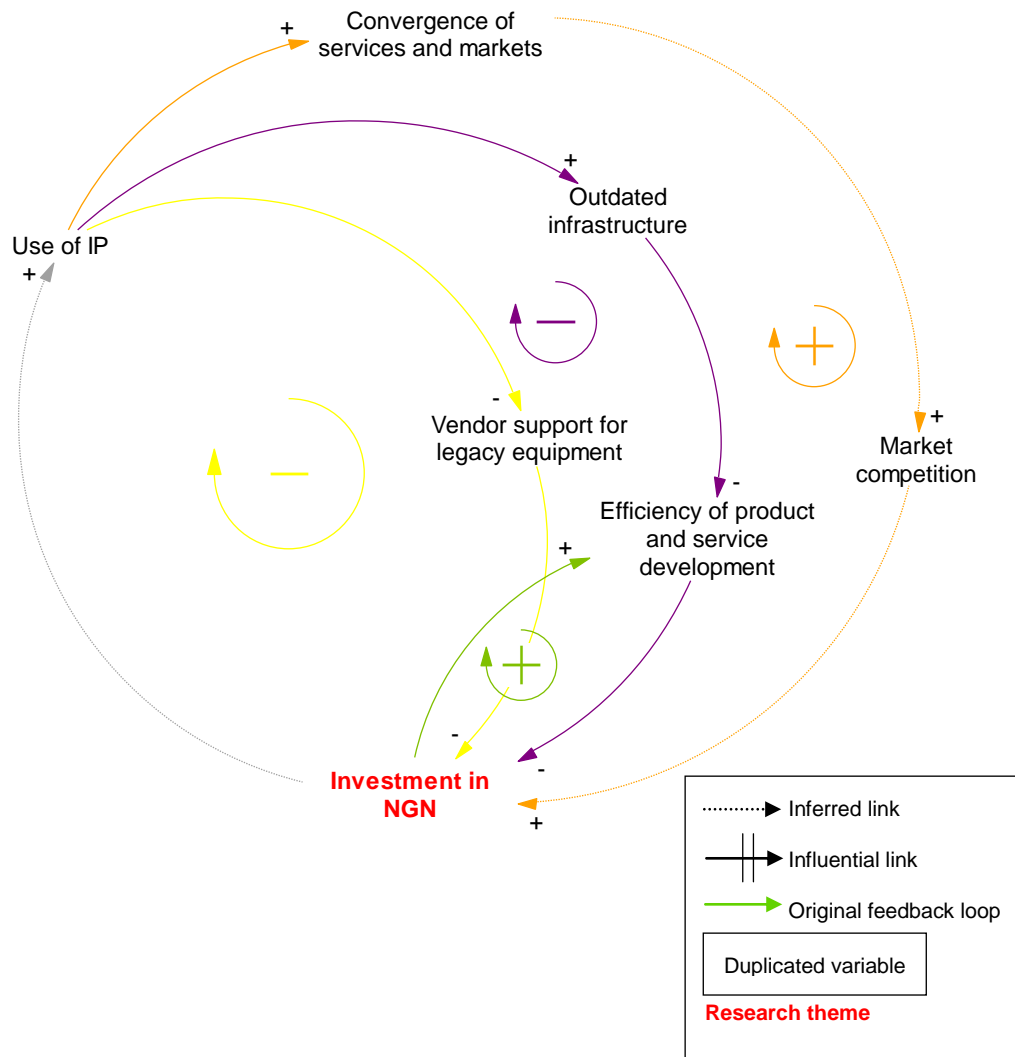 +
Convergence of
services and markets
+
Outdated
infrastructure
Use of IP
+
-
Vendor support for
legacy equipment
+
Market
competition
-
Efficiency of product
and service
development
+
-
-
Investment in
NGN
+
Inferred link
Influential link
Original feedback loop
Duplicated variable
Research theme